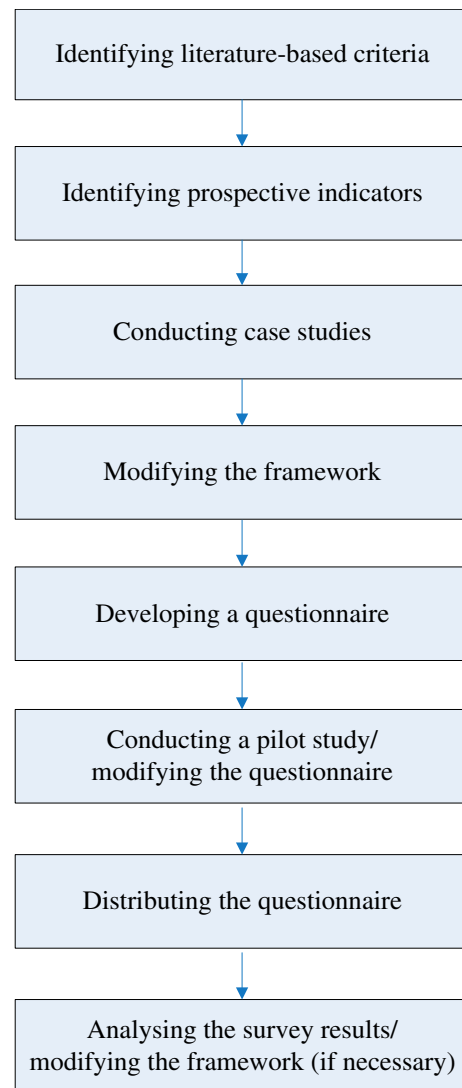 Identifying literature-based criteria
Identifying prospective indicators
Conducting case studies
Modifying the framework
Developing a questionnaire
Conducting a pilot study/
modifying the questionnaire
Distributing the questionnaire
Analysing the survey results/
modifying the framework (if necessary)